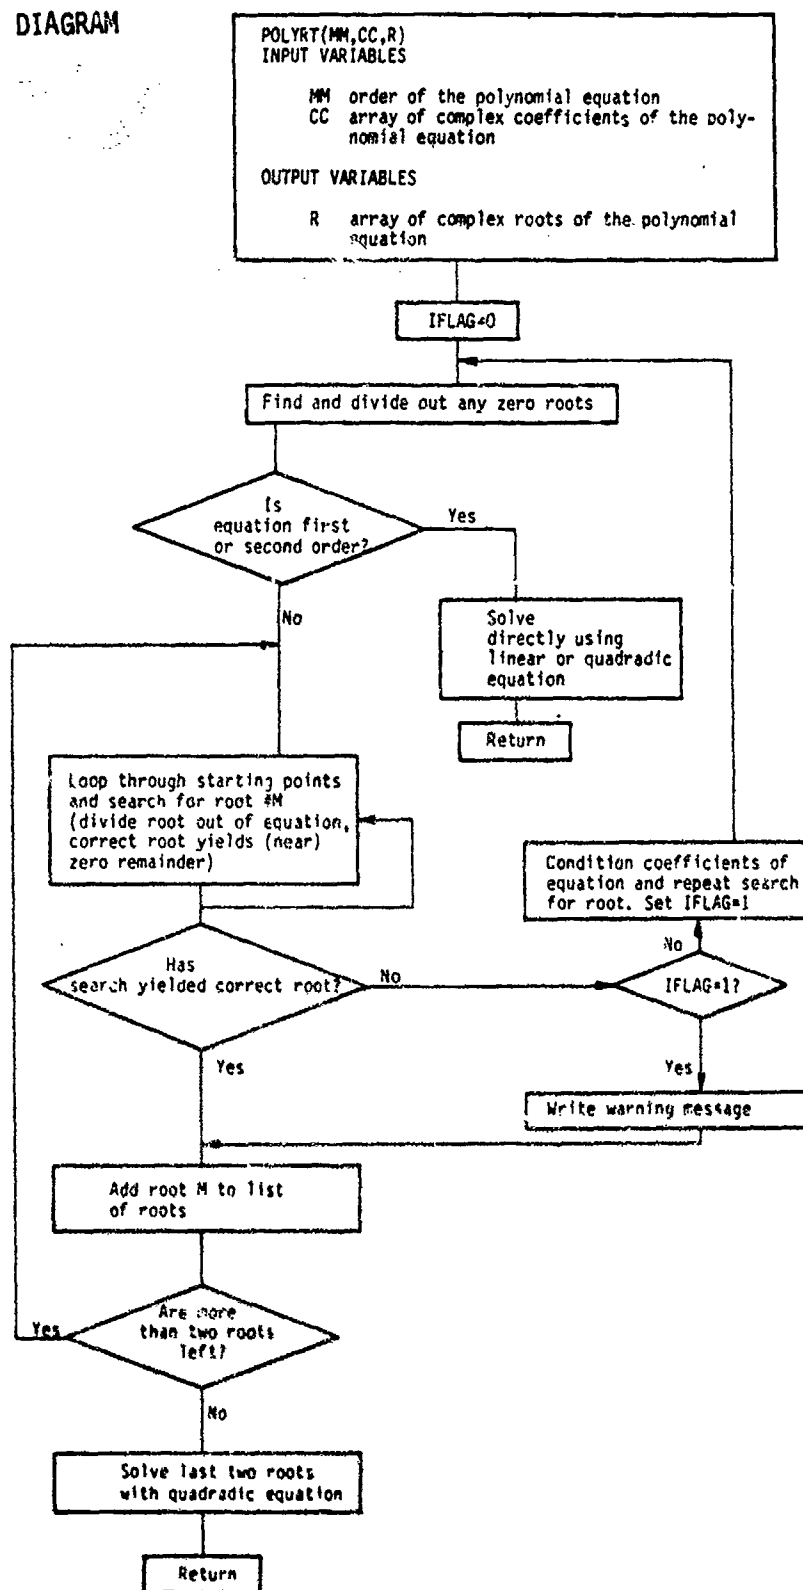 DIAGRAM
POLYRT(MM,CC,R)
INPUT VARIABLES
MM order of the polynomial equation
CC array of complex coefficients of the poly-
nomial equation
OUTPUT VARIABLES
R array of complex roots of the polynomial
equation
IFLAG=0
Find and divide out any zero roots
Is
equation first
or second order?
Yes
No
Solve
directly using
linear or quadradic
equation
Return
Loop through starting points
and search for root #M
(divide root out of equation,
correct root yields (near)
zero remainder)
Condition coefficients of
equation and repeat search
for root. Set IFLAG=1
No
Has
search yielded correct root?
No
IFLAG=1?
Yes
Yes
Write warning message
Add root M to list
of roots
Are more
than two roots
left?
Yes
No
Solve last two roots
with quadradic equation
Return